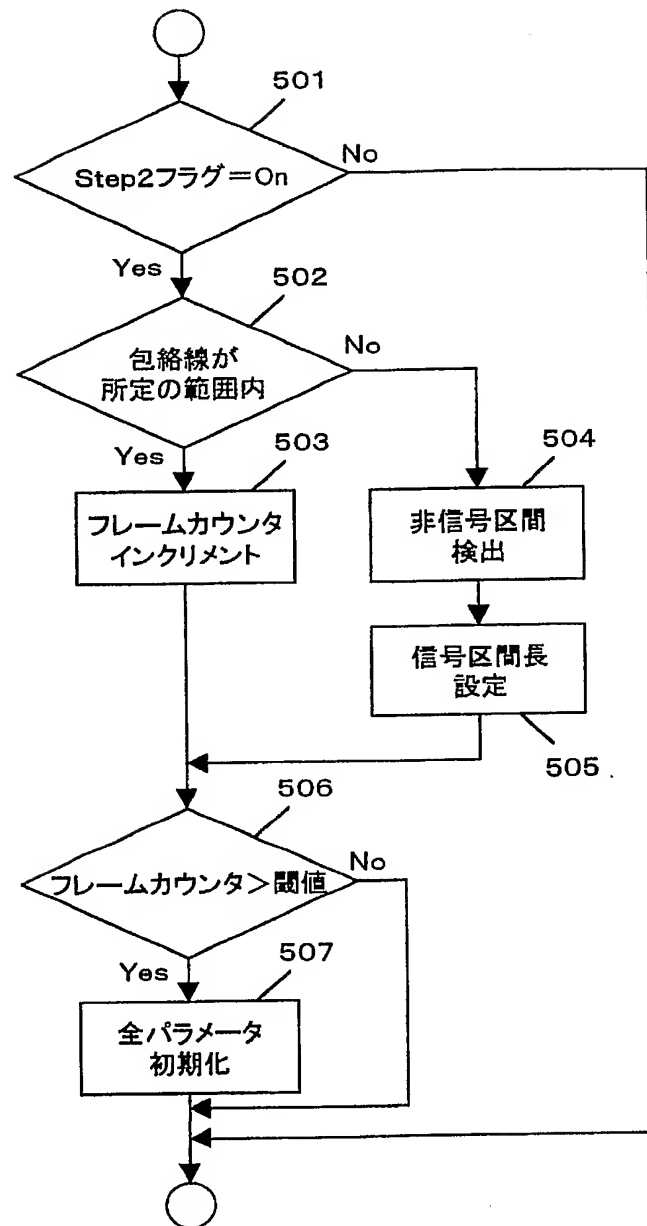 501
Step2フラグ=On
No
Yes
502
包絡線が
所定の範囲内
No
Yes
503
フレームカウンタ
インクリメント
504
非信号区間
検出
信号区間長
設定
505
506
フレームカウンタ>閾値
No
Yes
507
全パラメータ
初期化